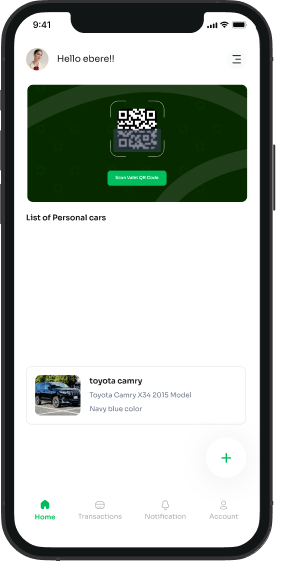 9:41
Hello ebere!!
Scan Valet QR Code
List of Personal cars
toyota camry
Toyota Camry X34 2015 Model
Navy blue color
+
Home
Transactions
Notification
Account